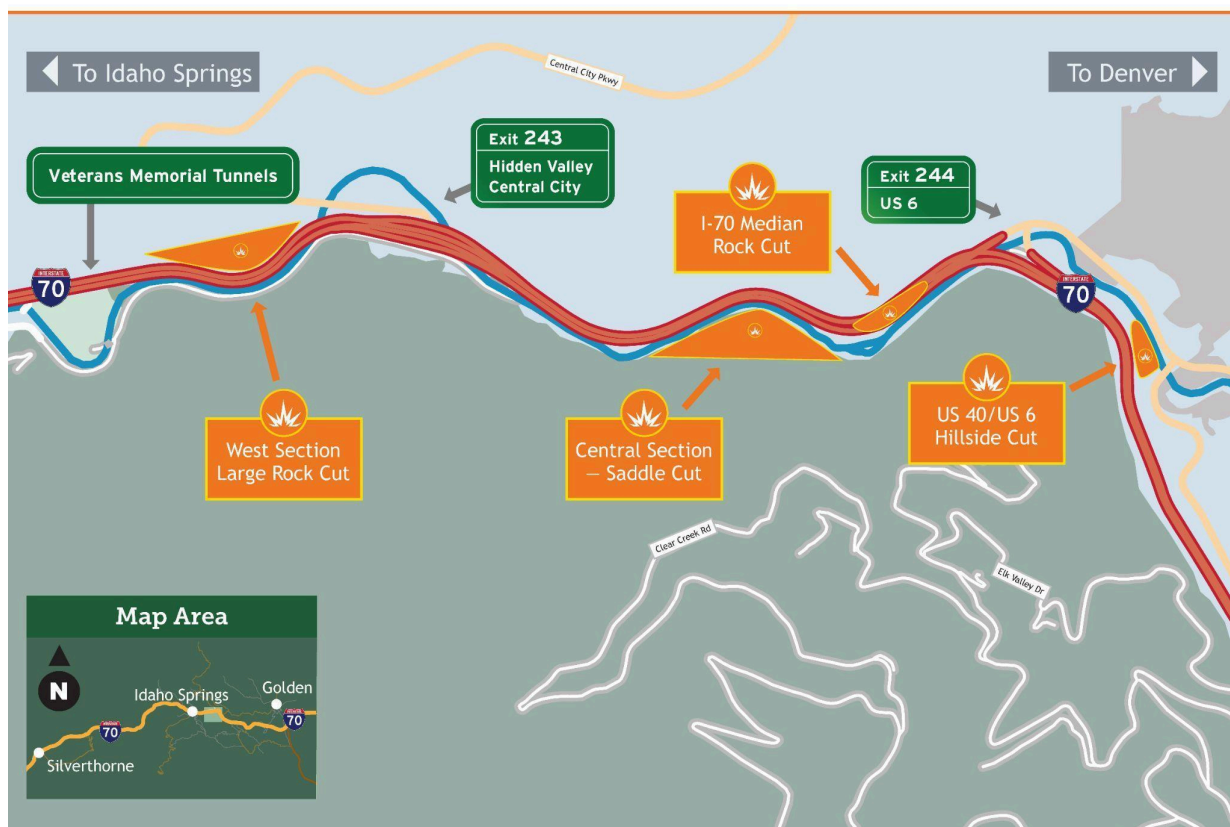 To Idaho Springs
Central City Pkwy
To Denver
Exit 243
Hidden Valley
Central City
Veterans Memorial Tunnels
Exit 244
US 6
I-70 Median
Rock Cut
INTERSTATE
70
INTERSTATE
70
West Section
Large Rock Cut
Central Section
— Saddle Cut
US 40/US 6
Hillside Cut
Clear Creek Rd
Elk Valley Dr
Map Area
N
Idaho Springs
Golden
INTERSTATE
70
INTERSTATE
70
Silverthorne